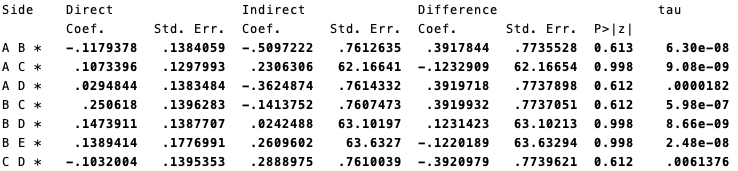 Side Direct Indirect Difference tau
Coef. Std. Err. Coef. Std. Err. Coef. Std. Err. P>|z|
A B * -.1179378 .1384059 -.5097222 .7612635 .3917844 .7735528 0.613 6.30e-08
A C * .1073396 .1297993 .2306306 62.16641 -.1232909 62.16654 0.998 9.08e-09
A D * .0294844 .1383484 -.3624874 .7614332 .3919718 .7737898 0.612 .0000182
B C * .250618 .1396283 -.1413752 .7607473 .3919932 .7737051 0.612 5.98e-07
B D * .1473911 .1387707 .0242488 63.10197 .1231423 63.10213 0.998 8.66e-09
B E * .1389414 .1776991 .2609602 63.6327 -.1220189 63.63294 0.998 2.48e-08
C D * -.1032004 .1395353 .2888975 .7610039 -.3920979 .7739621 0.612 .0061376